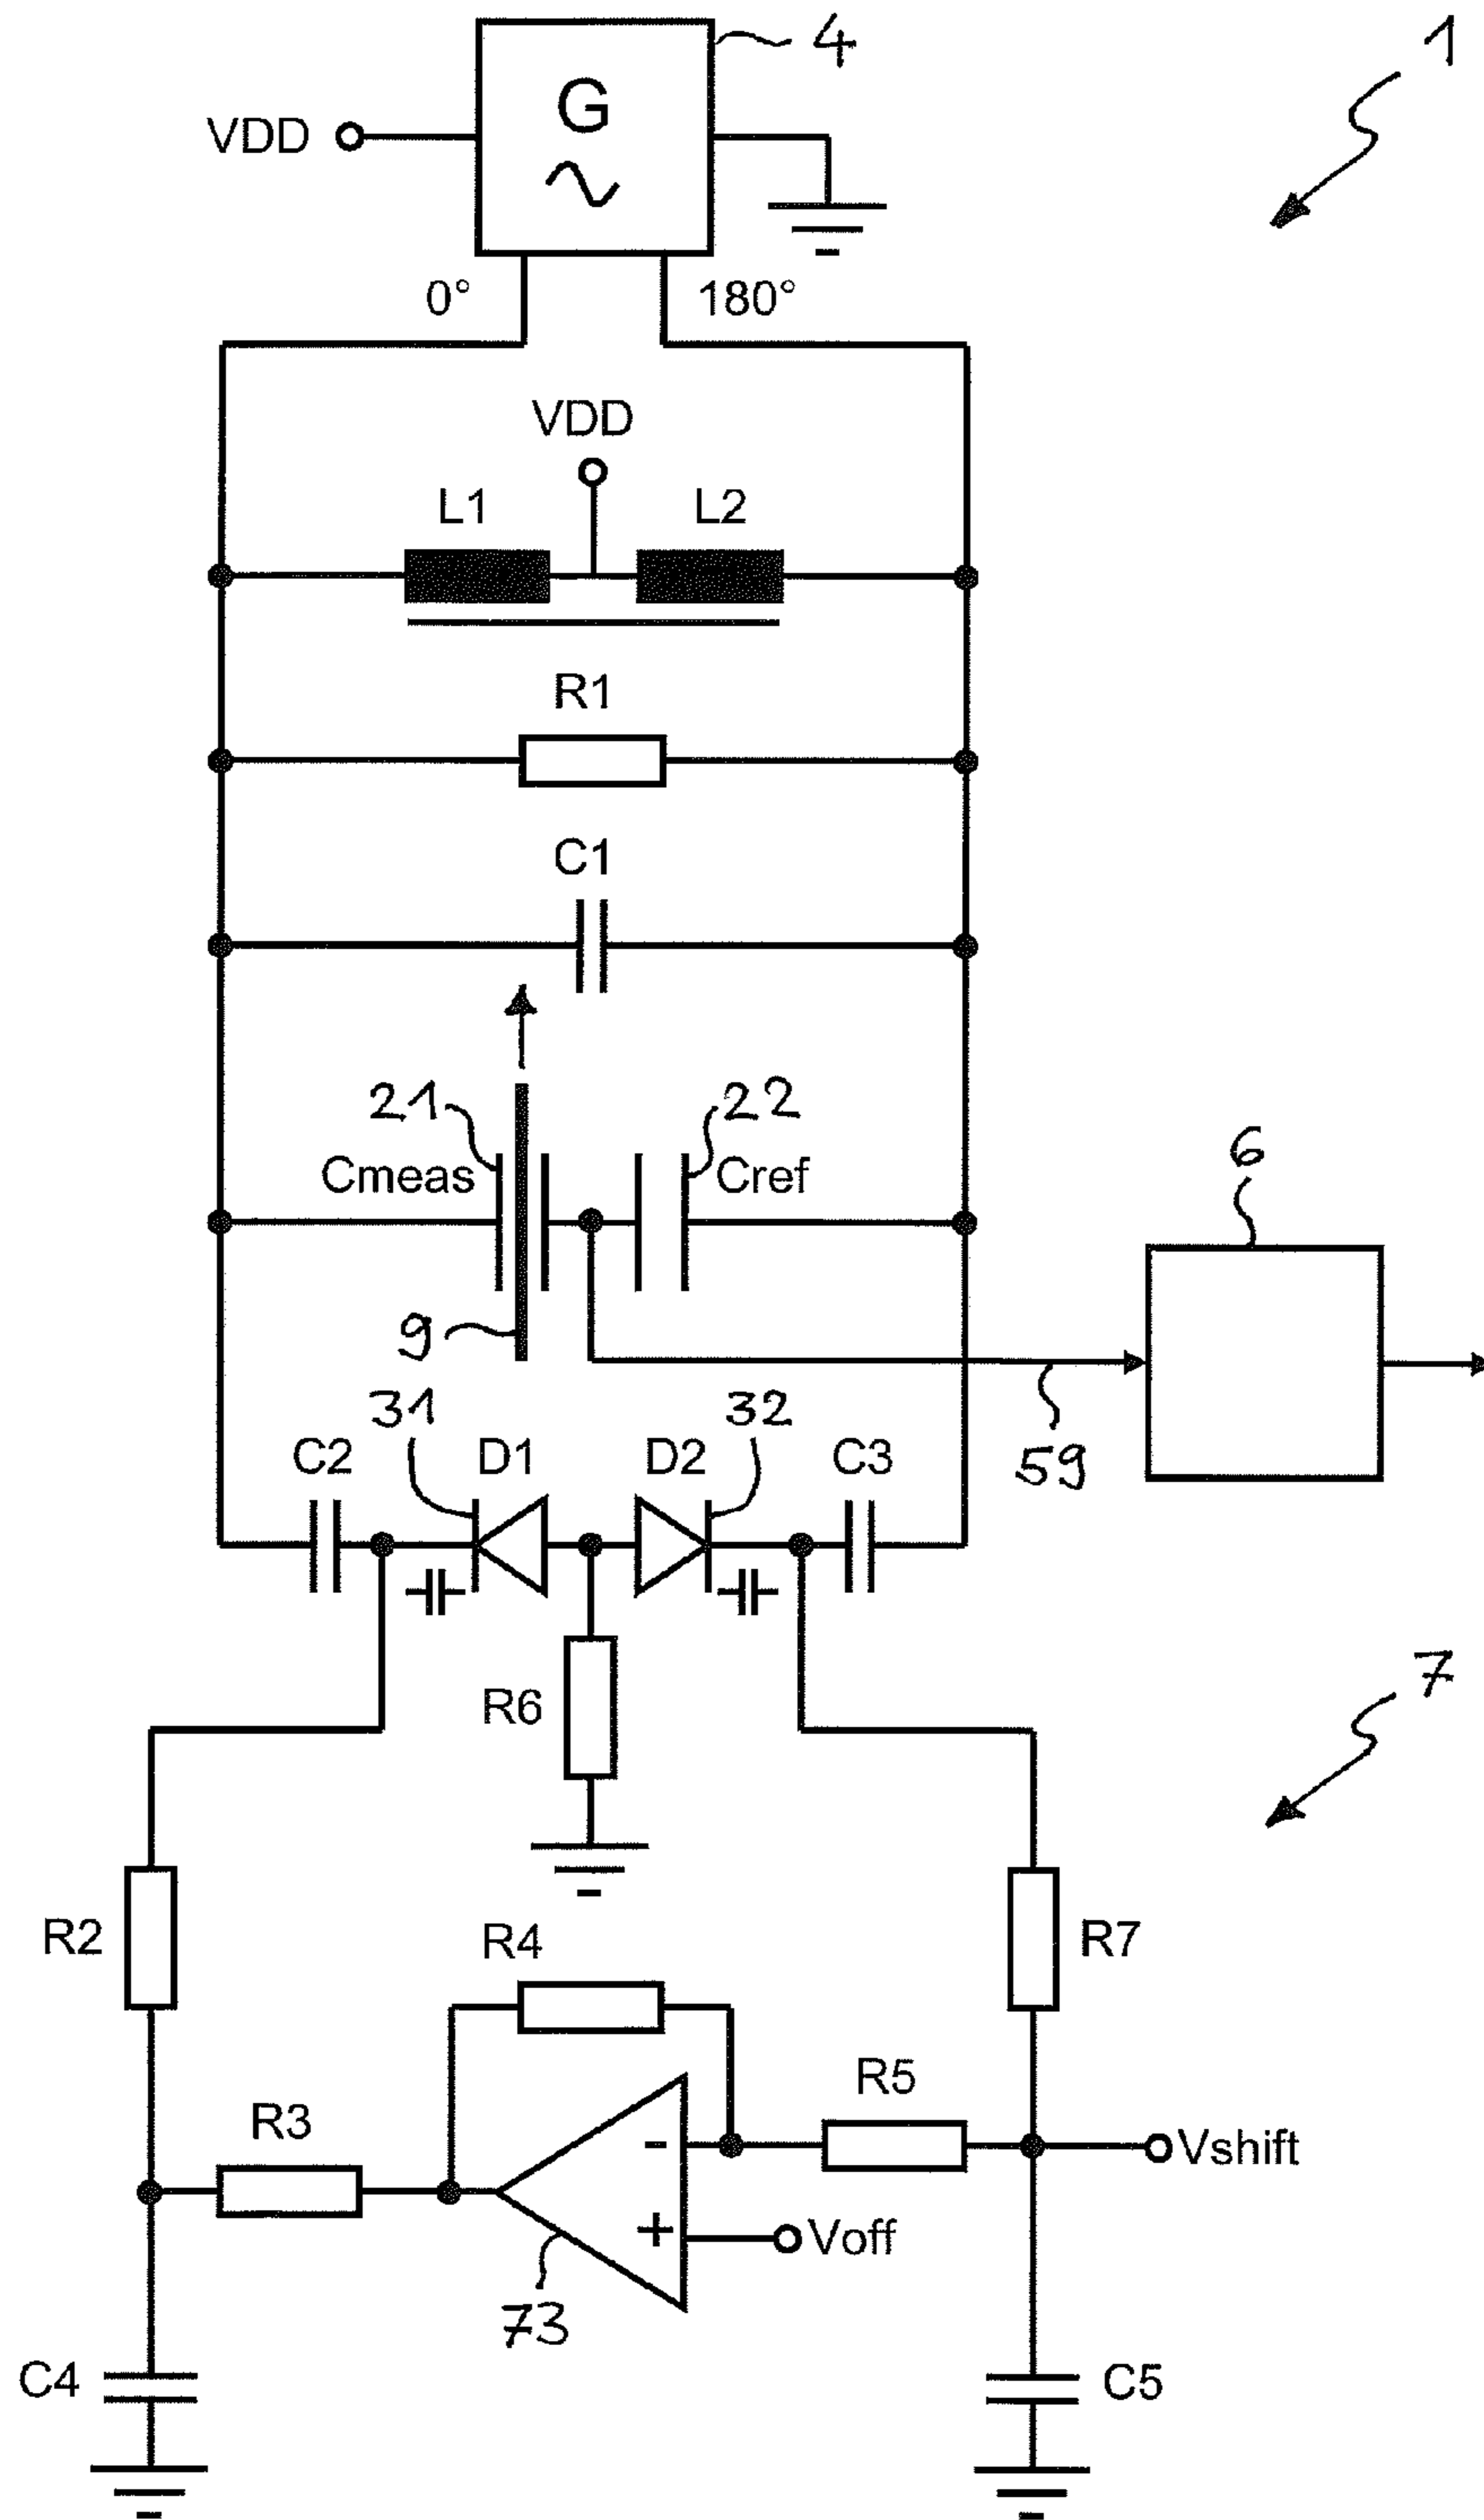 4
1
G
VDD
0°
180°
VDD
L1
L2
R1
C1
21
22
Cmeas
Cref
6
9
31
32
59
C2
D1
D2
C3
R6
7
R2
R4
R7
R5
R3
-
Vshift
+
Voff
73
C4
C5